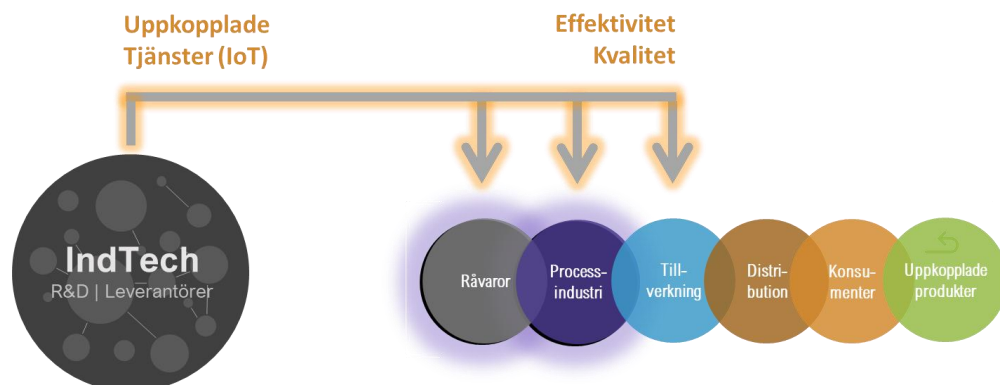 Uppkopplade
Tjänster (IoT)
Effektivitet
Kvalitet
IndTech
R&D | Leverantörer
Råvaror
Process-
industri
Till-
verkning
Distri-
bution
Konsu-
menter
Uppkopplade
produkter